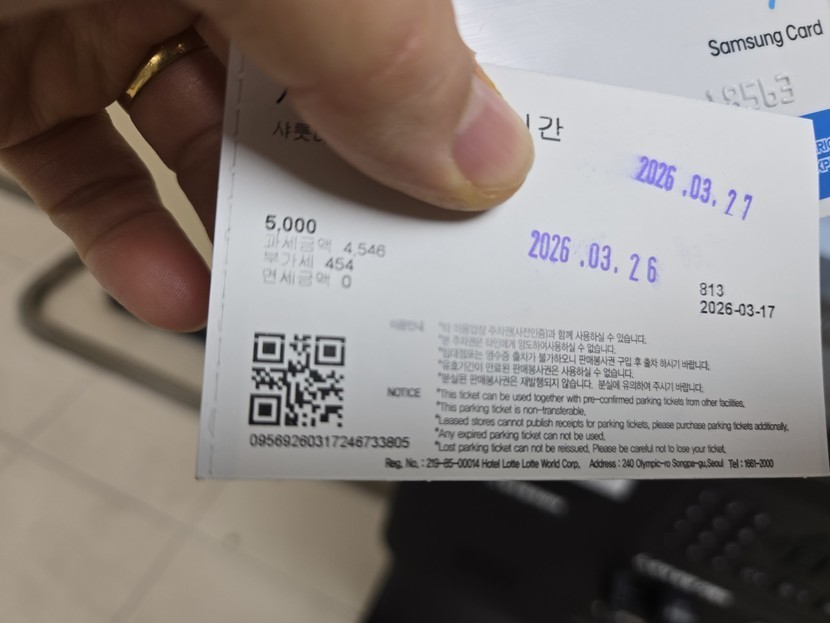 Samsung Card
18563
간
2026.03.27
2026.03.26
5,000
과세금액 4,546
부가세 454
면세금액 0
813
2026-03-17
이용안내
*타 이용업장 주차권(사전인증)과 함께 사용하실 수 있습니다.
*본 주차권은 타인에게 양도하여사용하실 수 없습니다.
*임대점포는 영수증 출차가 불가하오니 판매봉사권 구입 후 출차 하시기 바랍니다.
*유효기간이 만료된 판매봉사권은 사용하실 수 없습니다.
*분실된 판매봉사권은 재발행되지 않습니다. 분실에 유의하여 주시기 바랍니다.
NOTICE
*This ticket can be used together with pre-confirmed parking tickets from other facilities.
*This parking ticket is non-transferable.
*Leased stores cannot publish receipts for parking tickets, please purchase parking tickets additionally.
*Any expired parking ticket can not be used.
*Lost parking ticket can not be reissued. Please be careful not to lose your ticket.
09569260317246733805
Reg. No. : 219-85-00014 Hotel Lotte Lotte World Corp. Address : 240 Olympic-ro Songpa-gu,Seoul Tel : 1661-2000